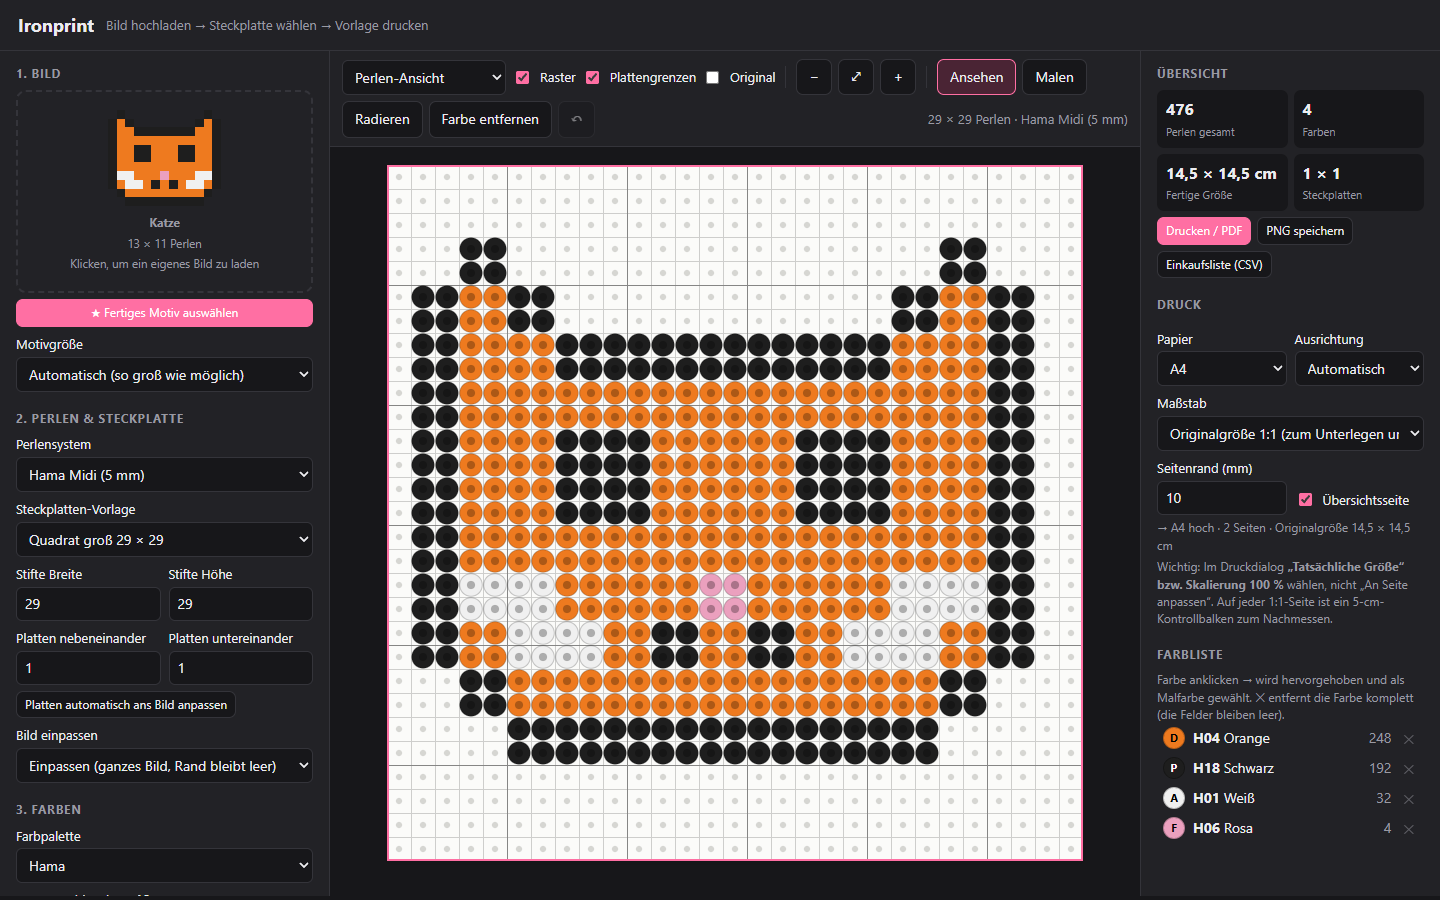 Ironprint Bild hochladen → Steckplatte wählen → Vorlage drucken
1. BILD
Katze
13 × 11 Perlen
Klicken, um ein eigenes Bild zu laden
★ Fertiges Motiv auswählen
Motivgröße
Automatisch (so groß wie möglich)
2. PERLEN & STECKPLATTE
Perlensystem
Hama Midi (5 mm)
Steckplatten-Vorlage
Quadrat groß 29 × 29
Stifte Breite Stifte Höhe
29 29
Platten nebeneinander Platten untereinander
1 1
Platten automatisch ans Bild anpassen
Bild einpassen
Einpassen (ganzes Bild, Rand bleibt leer)
3. FARBEN
Farbpalette
Hama
Perlen-Ansicht Raster Plattengrenzen Original − ⤢ + Ansehen Malen
Radieren Farbe entfernen ↶ 29 × 29 Perlen · Hama Midi (5 mm)
ÜBERSICHT
476 4
Perlen gesamt Farben
14,5 × 14,5 cm 1 × 1
Fertige Größe Steckplatten
Drucken / PDF PNG speichern
Einkaufsliste (CSV)
DRUCK
Papier Ausrichtung
A4 Automatisch
Maßstab
Originalgröße 1:1 (zum Unterlegen
Seitenrand (mm)
10 Übersichtsseite
→ A4 hoch · 2 Seiten · Originalgröße 14,5 × 14,5
cm
Wichtig: Im Druckdialog „Tatsächliche Größe“
bzw. Skalierung 100 % wählen, nicht „An Seite
anpassen“. Auf jeder 1:1-Seite ist ein 5-cm-
Kontrollbalken zum Nachmessen.
FARBLISTE
Farbe anklicken → wird hervorgehoben und als
Malfarbe gewählt. ✕ entfernt die Farbe komplett
(die Felder bleiben leer).
D H04 Orange 248 ✕
P H18 Schwarz 192 ✕
A H01 Weiß 32 ✕
F H06 Rosa 4 ✕